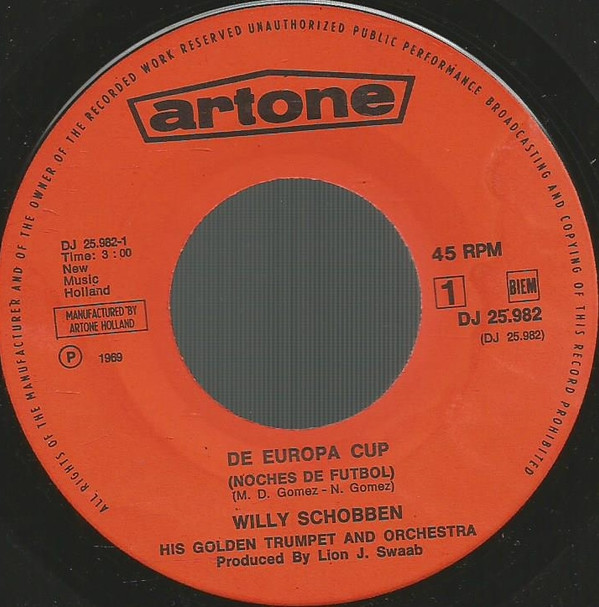 ALL RIGHTS OF THE MANUFACTURER AND OF THE OWNER OF THE RECORDED WORK RESERVED UNAUTHORIZED PUBLIC PERFORMANCE BROADCASTING AND COPYING OF THIS RECORD PROHIBITED
artone
DJ 25.982-1
Time: 3 : 00
New
Music
Holland
MANUFACTURED BY
ARTONE HOLLAND
Ⓟ 1969
45 RPM
1 BIEM
DJ 25.982
(DJ 25.982)
DE EUROPA CUP
(NOCHES DE FUTBOL)
(M. D. Gomez - N. Gomez)
WILLY SCHOBBEN
HIS GOLDEN TRUMPET AND ORCHESTRA
Produced By Lion J. Swaab